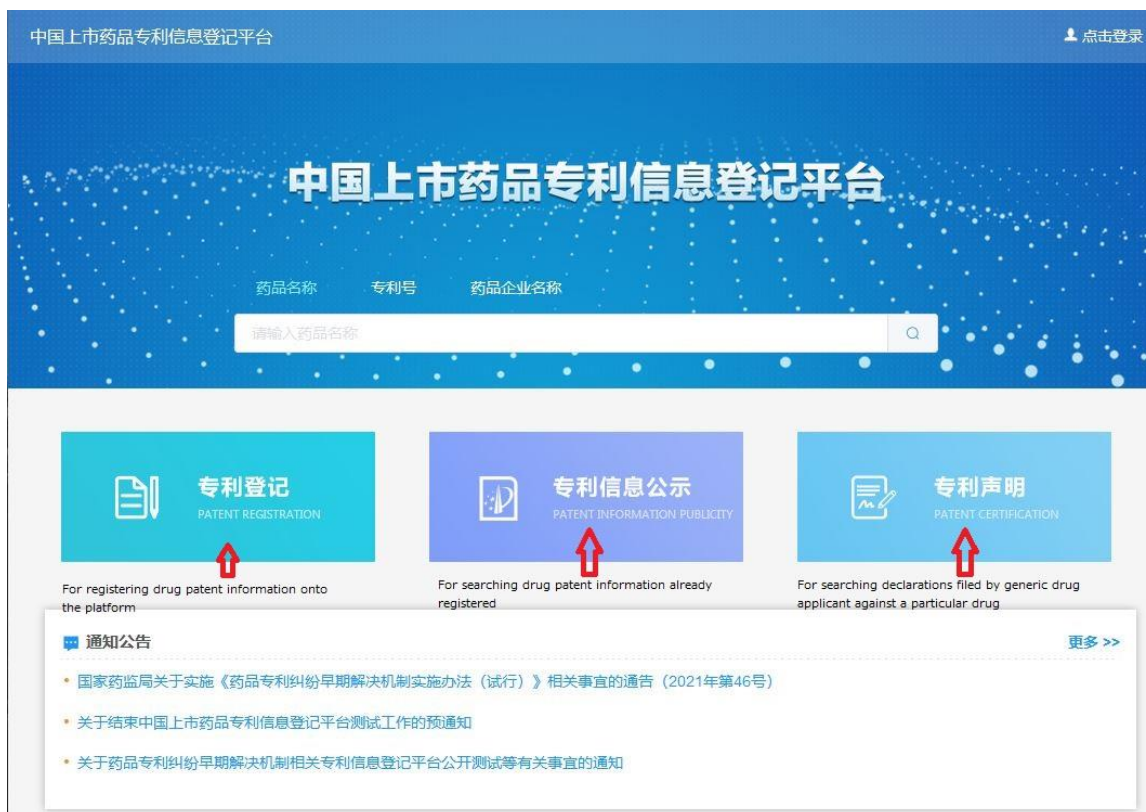 中国上市药品专利信息登记平台
点击登录
中国上市药品专利信息登记平台
药品名称 专利号 药品企业名称
请输入药品名称
专利登记
PATENT REGISTRATION
专利信息公示
PATENT INFORMATION PUBLICITY
专利声明
PATENT CERTIFICATION
For registering drug patent information onto
the platform
For searching drug patent information already
registered
For searching declarations filed by generic drug
applicant against a particular drug
通知公告
更多 >>
国家药监局关于实施《药品专利纠纷早期解决机制实施办法（试行）》相关事宜的通告（2021年第46号）
关于结束中国上市药品专利信息登记平台测试工作的预通知
关于药品专利纠纷早期解决机制相关专利信息登记平台公开测试等有关事宜的通知